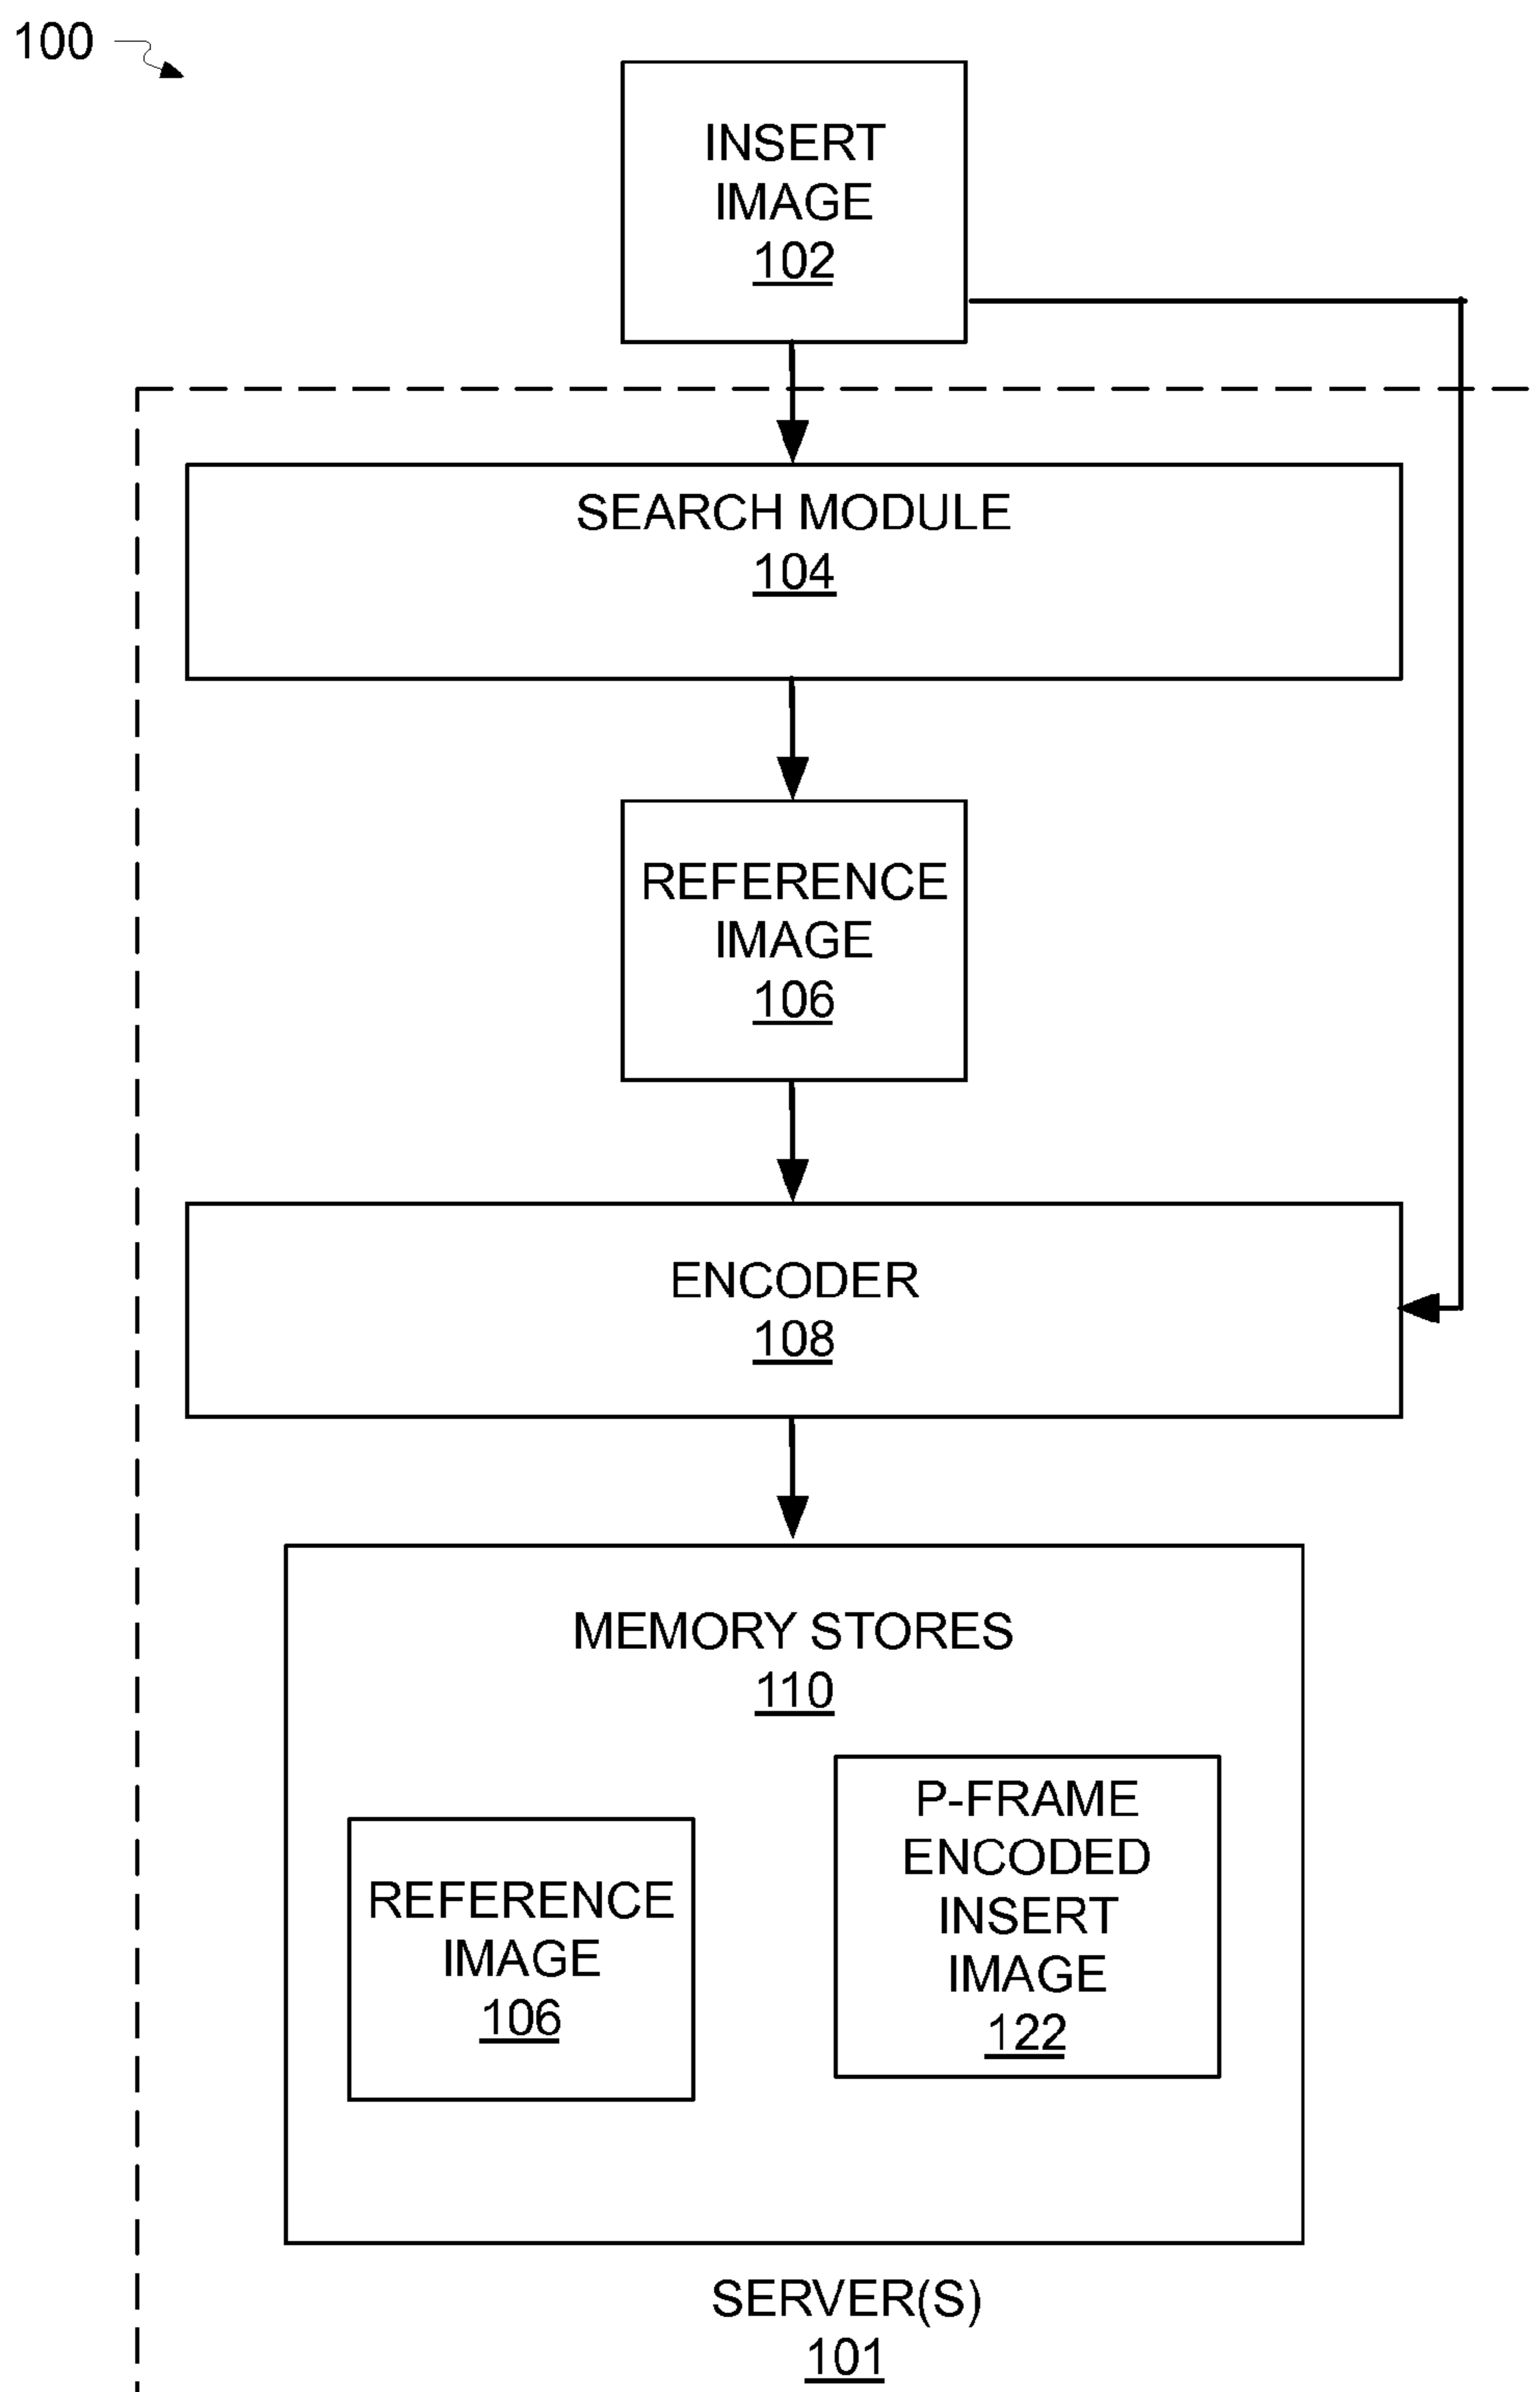 100
INSERT
IMAGE
102
SEARCH MODULE
104
REFERENCE
IMAGE
106
ENCODER
108
MEMORY STORES
110
REFERENCE
IMAGE
106
P-FRAME
ENCODED
INSERT
IMAGE
122
SERVER(S)
101